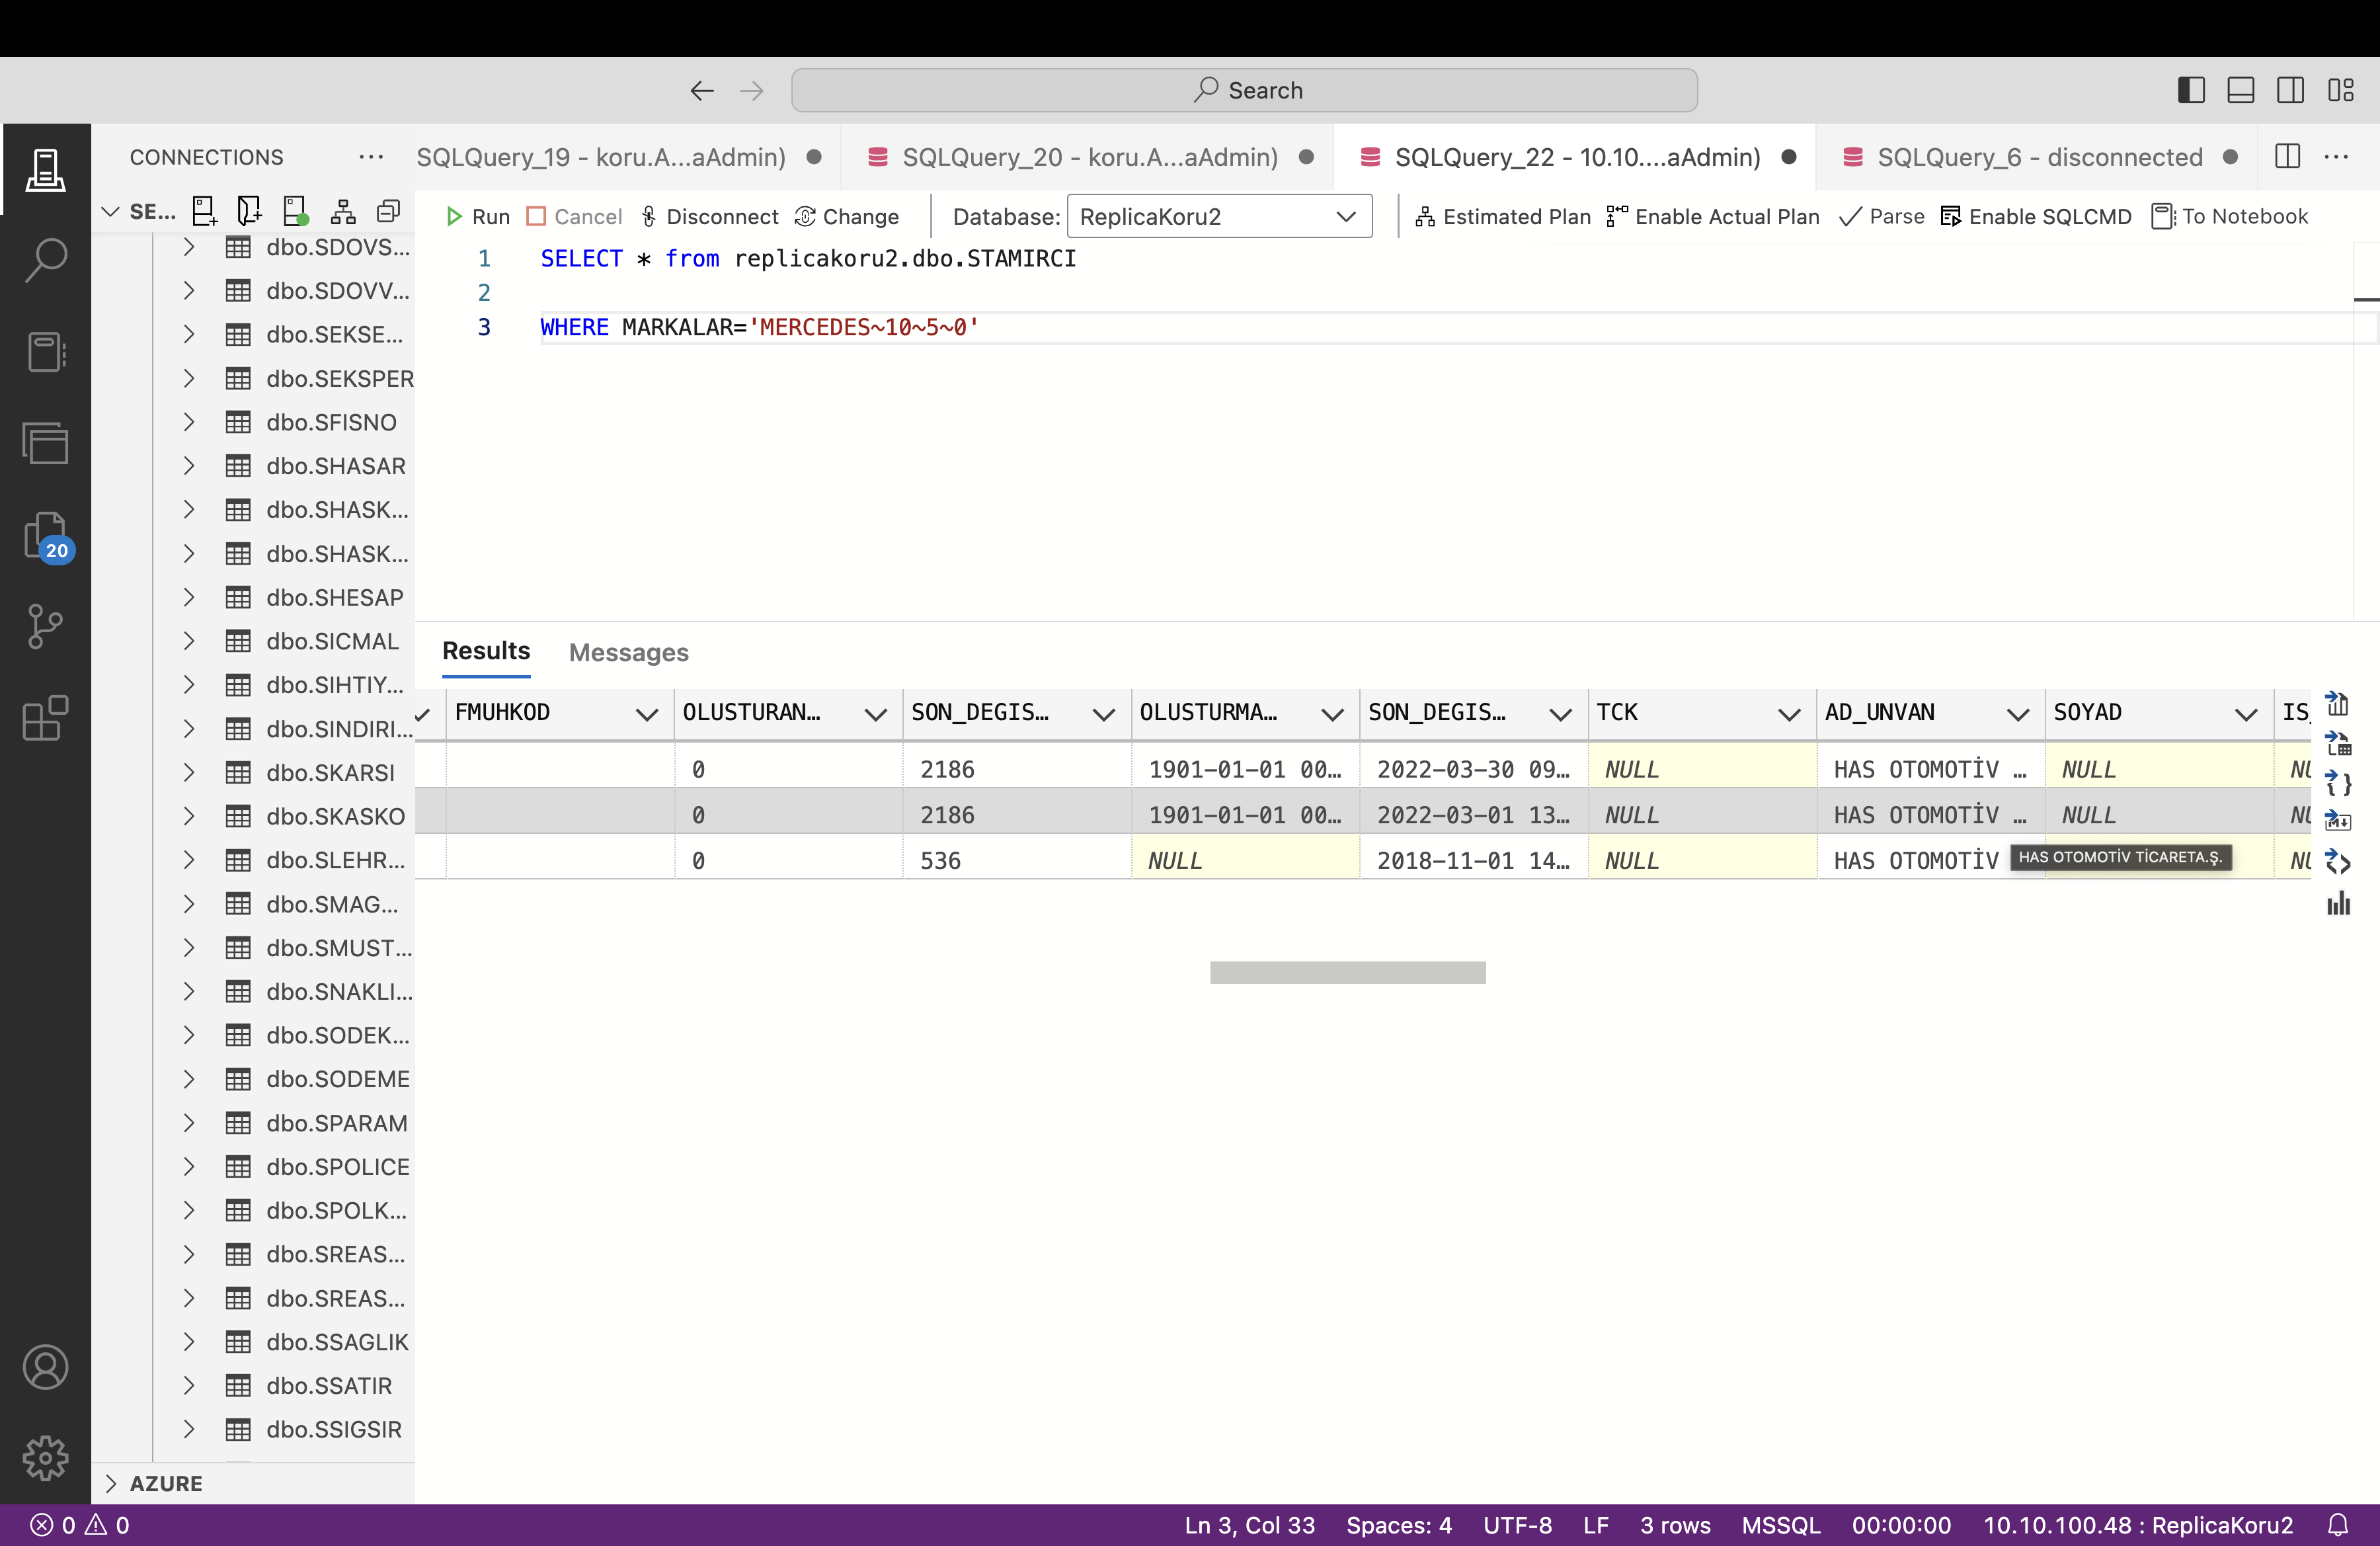 Search
CONNECTIONS
SQLQuery_19 - koru.A...aAdmin)
SQLQuery_20 - koru.A...aAdmin)
SQLQuery_22 - 10.10....aAdmin)
SQLQuery_6 - disconnected
SE...
Run
Cancel
Disconnect
Change
Database:
ReplicaKoru2
Estimated Plan
Enable Actual Plan
Parse
Enable SQLCMD
To Notebook
1 SELECT * from replicakoru2.dbo.STAMIRCI
2
3 WHERE MARKALAR='MERCEDES~10~5~0'
dbo.SDOVS...
dbo.SDOVV...
dbo.SEKSE...
dbo.SEKSPER
dbo.SFISNO
dbo.SHASAR
dbo.SHASK...
20
dbo.SHASK...
dbo.SHESAP
dbo.SICMAL
dbo.SIHTIY...
dbo.SINDIRI...
dbo.SKARSI
dbo.SKASKO
dbo.SLEHR...
dbo.SMAG...
dbo.SMUST...
dbo.SNAKLI...
dbo.SODEK...
dbo.SODEME
dbo.SPARAM
dbo.SPOLICE
dbo.SPOLK...
dbo.SREAS...
dbo.SREAS...
dbo.SSAGLIK
dbo.SSATIR
dbo.SSIGSIR
AZURE
Results Messages
FMUHKOD OLUSTURAN... SON_DEGIS... OLUSTURMA... SON_DEGIS... TCK AD_UNVAN SOYAD IS_
0 2186 1901-01-01 00... 2022-03-30 09... NULL HAS OTOMOTİV ... NULL NU
0 2186 1901-01-01 00... 2022-03-01 13... NULL HAS OTOMOTİV ... NULL NU
0 536 NULL 2018-11-01 14... NULL HAS OTOMOTİV NU
HAS OTOMOTİV TİCARETA.Ş.
0 0
Ln 3, Col 33 Spaces: 4 UTF-8 LF 3 rows MSSQL 00:00:00 10.10.100.48 : ReplicaKoru2